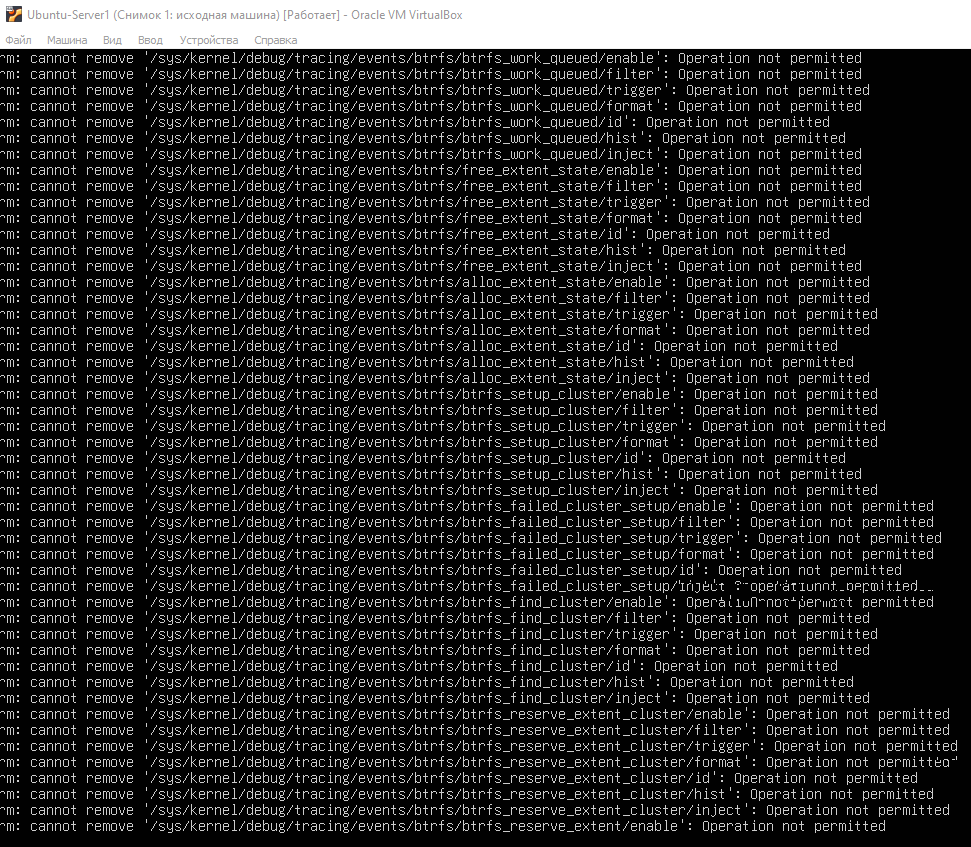 Ubuntu-Server1 (Снимок 1: исходная машина) [Работает] - Oracle VM VirtualBox
Файл Машина Вид Ввод Устройства Справка
rm: cannot remove '/sys/kernel/debug/tracing/events/btrfs/btrfs_work_queued/enable': Operation not permitted
rm: cannot remove '/sys/kernel/debug/tracing/events/btrfs/btrfs_work_queued/filter': Operation not permitted
rm: cannot remove '/sys/kernel/debug/tracing/events/btrfs/btrfs_work_queued/trigger': Operation not permitted
rm: cannot remove '/sys/kernel/debug/tracing/events/btrfs/btrfs_work_queued/format': Operation not permitted
rm: cannot remove '/sys/kernel/debug/tracing/events/btrfs/btrfs_work_queued/id': Operation not permitted
rm: cannot remove '/sys/kernel/debug/tracing/events/btrfs/btrfs_work_queued/hist': Operation not permitted
rm: cannot remove '/sys/kernel/debug/tracing/events/btrfs/btrfs_work_queued/inject': Operation not permitted
rm: cannot remove '/sys/kernel/debug/tracing/events/btrfs/free_extent_state/enable': Operation not permitted
rm: cannot remove '/sys/kernel/debug/tracing/events/btrfs/free_extent_state/filter': Operation not permitted
rm: cannot remove '/sys/kernel/debug/tracing/events/btrfs/free_extent_state/trigger': Operation not permitted
rm: cannot remove '/sys/kernel/debug/tracing/events/btrfs/free_extent_state/format': Operation not permitted
rm: cannot remove '/sys/kernel/debug/tracing/events/btrfs/free_extent_state/id': Operation not permitted
rm: cannot remove '/sys/kernel/debug/tracing/events/btrfs/free_extent_state/hist': Operation not permitted
rm: cannot remove '/sys/kernel/debug/tracing/events/btrfs/free_extent_state/inject': Operation not permitted
rm: cannot remove '/sys/kernel/debug/tracing/events/btrfs/alloc_extent_state/enable': Operation not permitted
rm: cannot remove '/sys/kernel/debug/tracing/events/btrfs/alloc_extent_state/filter': Operation not permitted
rm: cannot remove '/sys/kernel/debug/tracing/events/btrfs/alloc_extent_state/trigger': Operation not permitted
rm: cannot remove '/sys/kernel/debug/tracing/events/btrfs/alloc_extent_state/format': Operation not permitted
rm: cannot remove '/sys/kernel/debug/tracing/events/btrfs/alloc_extent_state/id': Operation not permitted
rm: cannot remove '/sys/kernel/debug/tracing/events/btrfs/alloc_extent_state/hist': Operation not permitted
rm: cannot remove '/sys/kernel/debug/tracing/events/btrfs/alloc_extent_state/inject': Operation not permitted
rm: cannot remove '/sys/kernel/debug/tracing/events/btrfs/btrfs_setup_cluster/enable': Operation not permitted
rm: cannot remove '/sys/kernel/debug/tracing/events/btrfs/btrfs_setup_cluster/filter': Operation not permitted
rm: cannot remove '/sys/kernel/debug/tracing/events/btrfs/btrfs_setup_cluster/trigger': Operation not permitted
rm: cannot remove '/sys/kernel/debug/tracing/events/btrfs/btrfs_setup_cluster/format': Operation not permitted
rm: cannot remove '/sys/kernel/debug/tracing/events/btrfs/btrfs_setup_cluster/id': Operation not permitted
rm: cannot remove '/sys/kernel/debug/tracing/events/btrfs/btrfs_setup_cluster/hist': Operation not permitted
rm: cannot remove '/sys/kernel/debug/tracing/events/btrfs/btrfs_setup_cluster/inject': Operation not permitted
rm: cannot remove '/sys/kernel/debug/tracing/events/btrfs/btrfs_failed_cluster_setup/enable': Operation not permitted
rm: cannot remove '/sys/kernel/debug/tracing/events/btrfs/btrfs_failed_cluster_setup/filter': Operation not permitted
rm: cannot remove '/sys/kernel/debug/tracing/events/btrfs/btrfs_failed_cluster_setup/trigger': Operation not permitted
rm: cannot remove '/sys/kernel/debug/tracing/events/btrfs/btrfs_failed_cluster_setup/format': Operation not permitted
rm: cannot remove '/sys/kernel/debug/tracing/events/btrfs/btrfs_failed_cluster_setup/id': Operation not permitted
rm: cannot remove '/sys/kernel/debug/tracing/events/btrfs/btrfs_failed_cluster_setup/inject permitted
rm: cannot remove '/sys/kernel/debug/tracing/events/btrfs/btrfs_find_cluster/enable': Operation not permitted
rm: cannot remove '/sys/kernel/debug/tracing/events/btrfs/btrfs_find_cluster/filter': Operation not permitted
rm: cannot remove '/sys/kernel/debug/tracing/events/btrfs/btrfs_find_cluster/trigger': Operation not permitted
rm: cannot remove '/sys/kernel/debug/tracing/events/btrfs/btrfs_find_cluster/format': Operation not permitted
rm: cannot remove '/sys/kernel/debug/tracing/events/btrfs/btrfs_find_cluster/id': Operation not permitted
rm: cannot remove '/sys/kernel/debug/tracing/events/btrfs/btrfs_find_cluster/hist': Operation not permitted
rm: cannot remove '/sys/kernel/debug/tracing/events/btrfs/btrfs_find_cluster/inject': Operation not permitted
rm: cannot remove '/sys/kernel/debug/tracing/events/btrfs/btrfs_reserve_extent_cluster/enable': Operation not permitted
rm: cannot remove '/sys/kernel/debug/tracing/events/btrfs/btrfs_reserve_extent_cluster/filter': Operation not permitted
rm: cannot remove '/sys/kernel/debug/tracing/events/btrfs/btrfs_reserve_extent_cluster/trigger': Operation not permitted
rm: cannot remove '/sys/kernel/debug/tracing/events/btrfs/btrfs_reserve_extent_cluster/format': Operation not permitted
rm: cannot remove '/sys/kernel/debug/tracing/events/btrfs/btrfs_reserve_extent_cluster/id': Operation not permitted
rm: cannot remove '/sys/kernel/debug/tracing/events/btrfs/btrfs_reserve_extent_cluster/hist': Operation not permitted
rm: cannot remove '/sys/kernel/debug/tracing/events/btrfs/btrfs_reserve_extent_cluster/inject': Operation not permitted
rm: cannot remove '/sys/kernel/debug/tracing/events/btrfs/btrfs_reserve_extent/enable': Operation not permitted